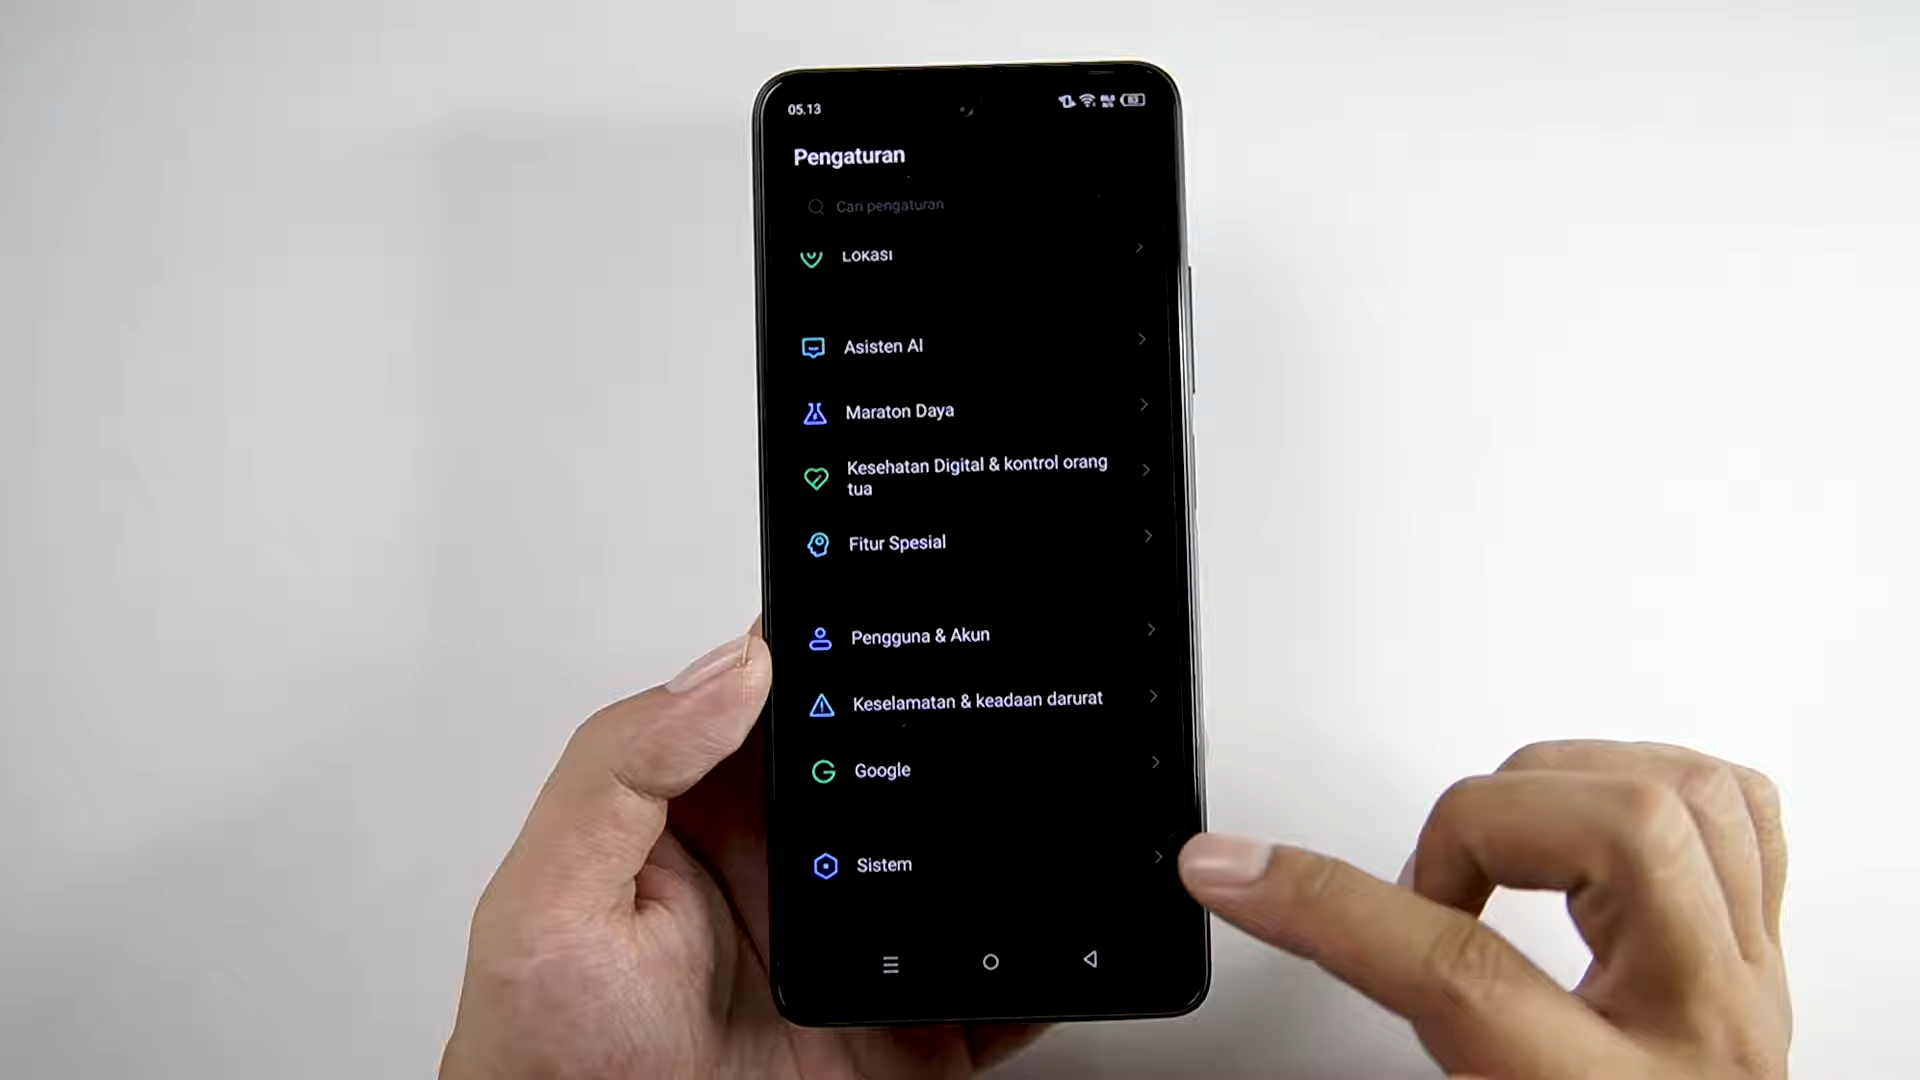 05.13
83
Pengaturan
Cari pengaturan
Lokasi
Asisten AI
Maraton Daya
Kesehatan Digital & kontrol orang
tua
Fitur Spesial
Pengguna & Akun
Keselamatan & keadaan darurat
Google
Sistem